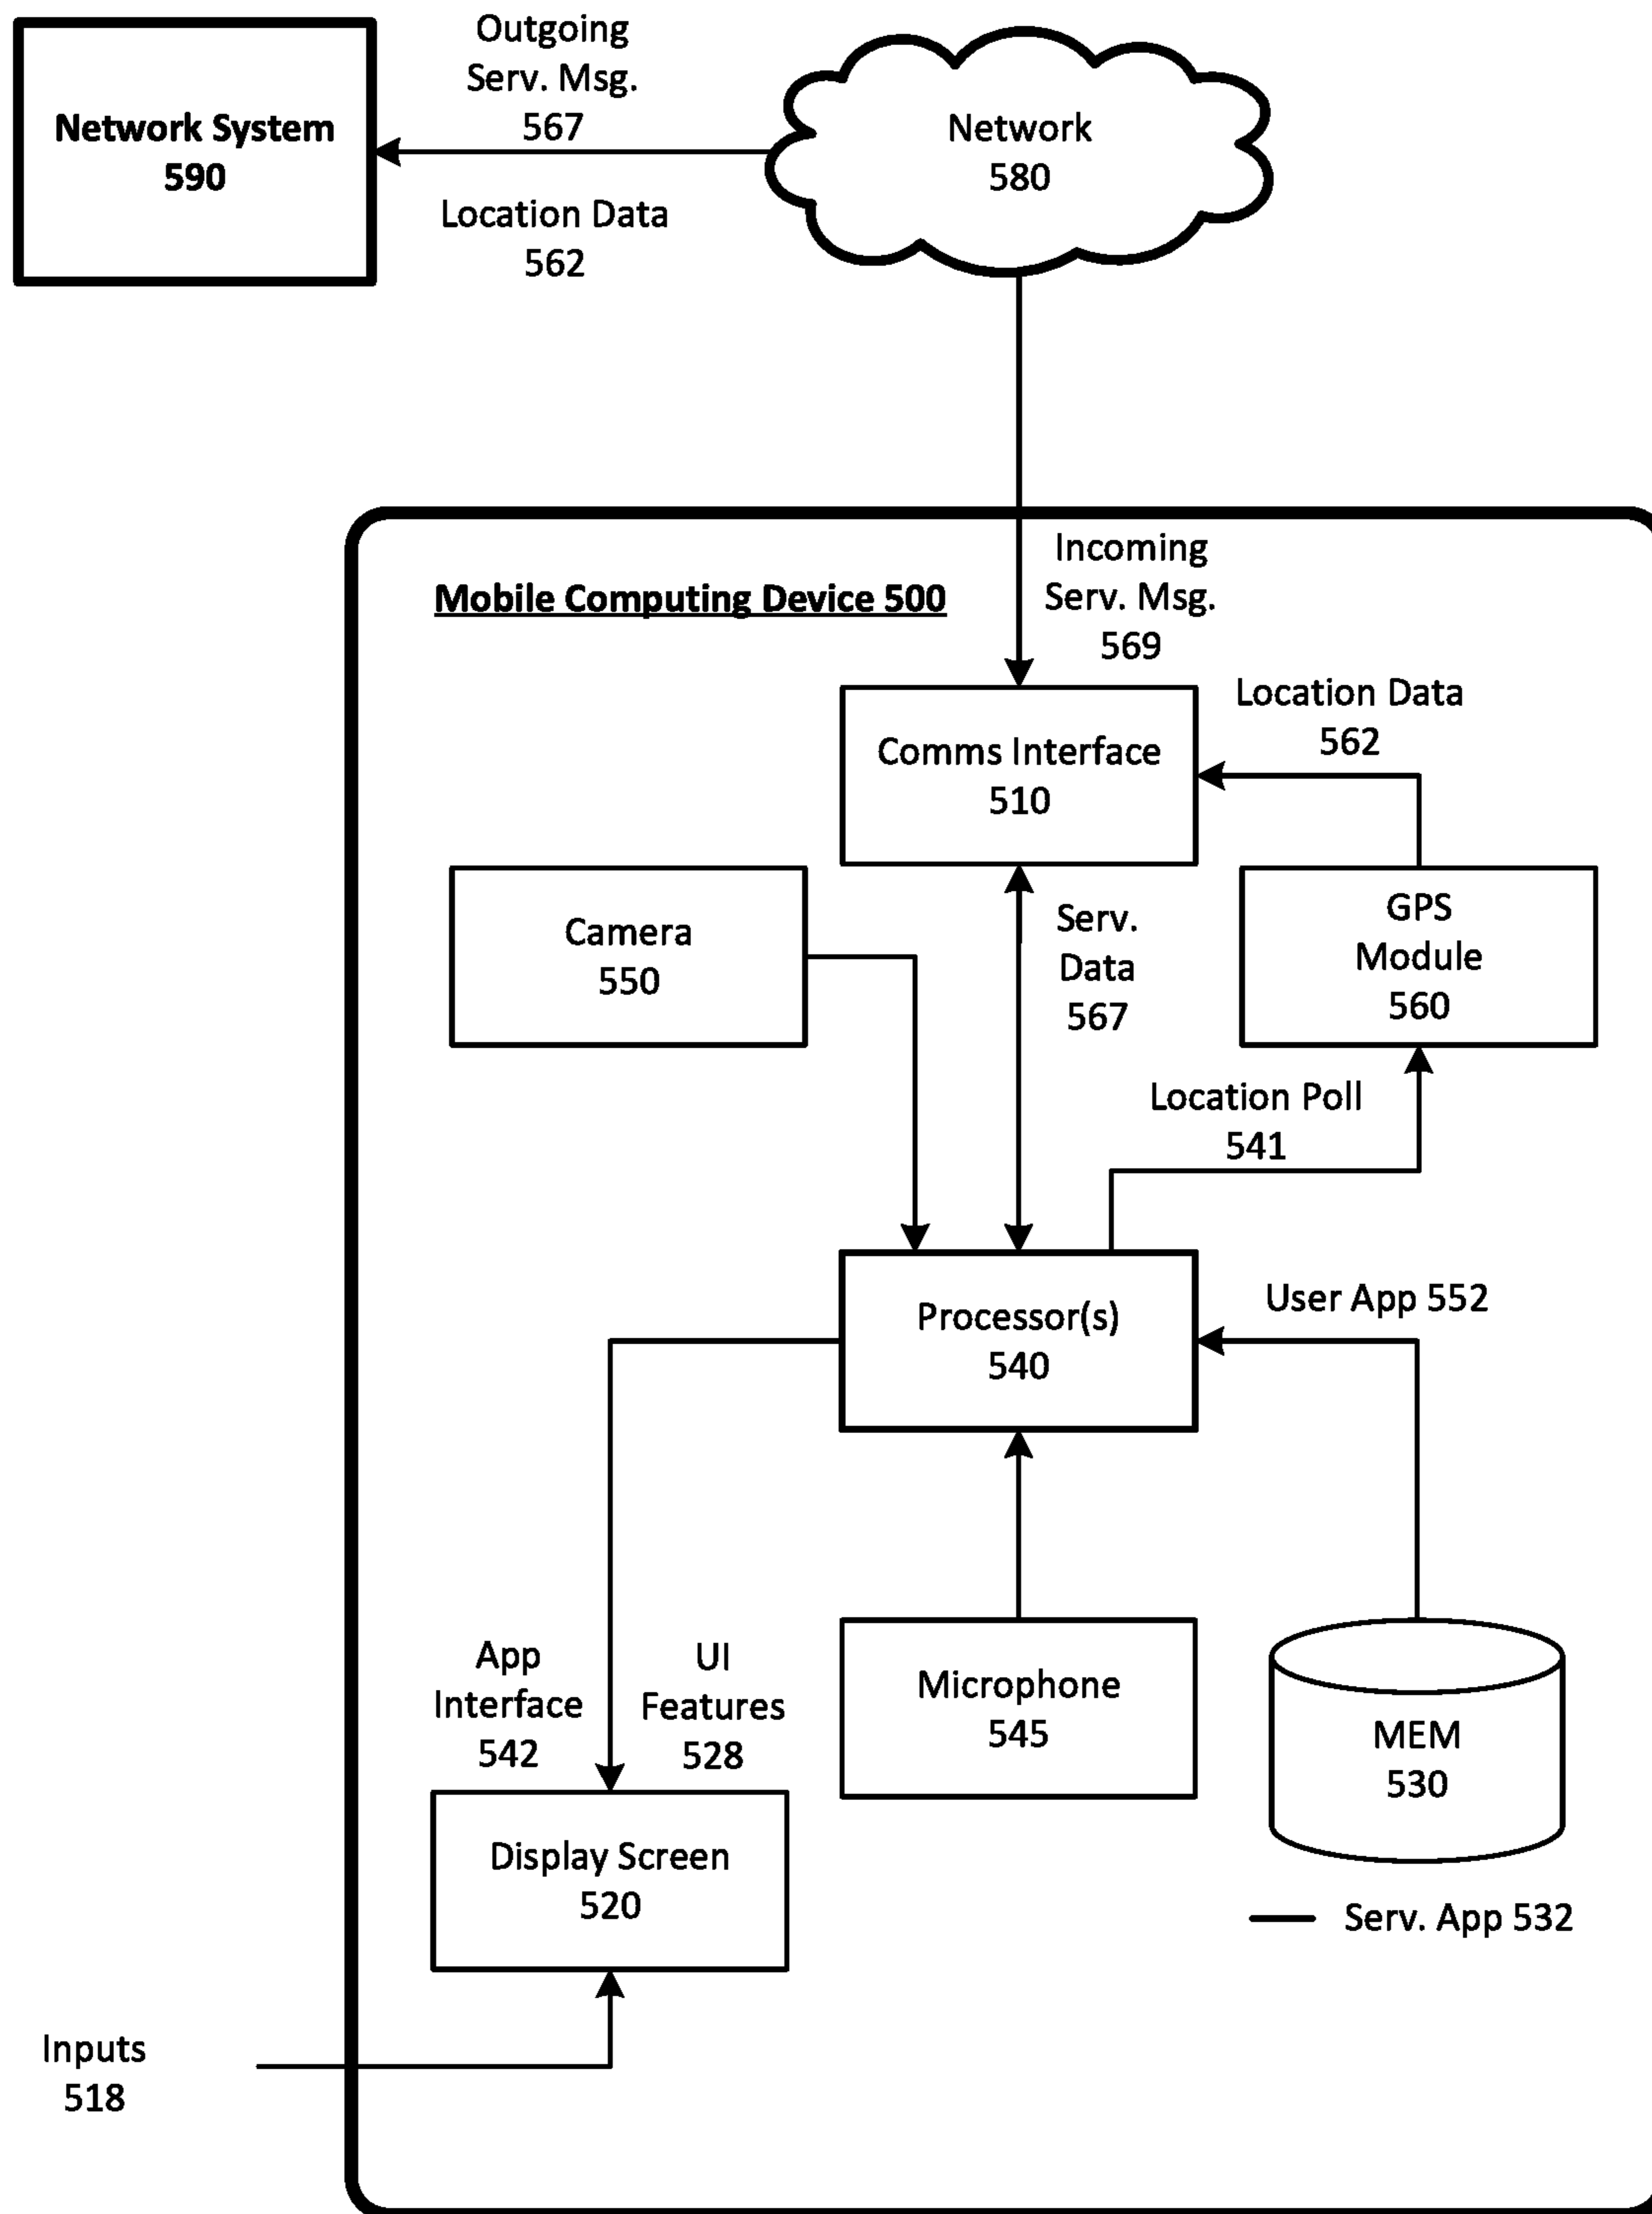 Outgoing
Serv. Msg.
567
Network System
590
Location Data
562
Network
580
Mobile Computing Device 500
Incoming
Serv. Msg.
569
Comms Interface
510
Location Data
562
Camera
550
Serv.
Data
567
GPS
Module
560
Location Poll
541
Processor(s)
540
User App 552
App
Interface
542
UI
Features
528
Microphone
545
MEM
530
Display Screen
520
Serv. App 532
Inputs
518